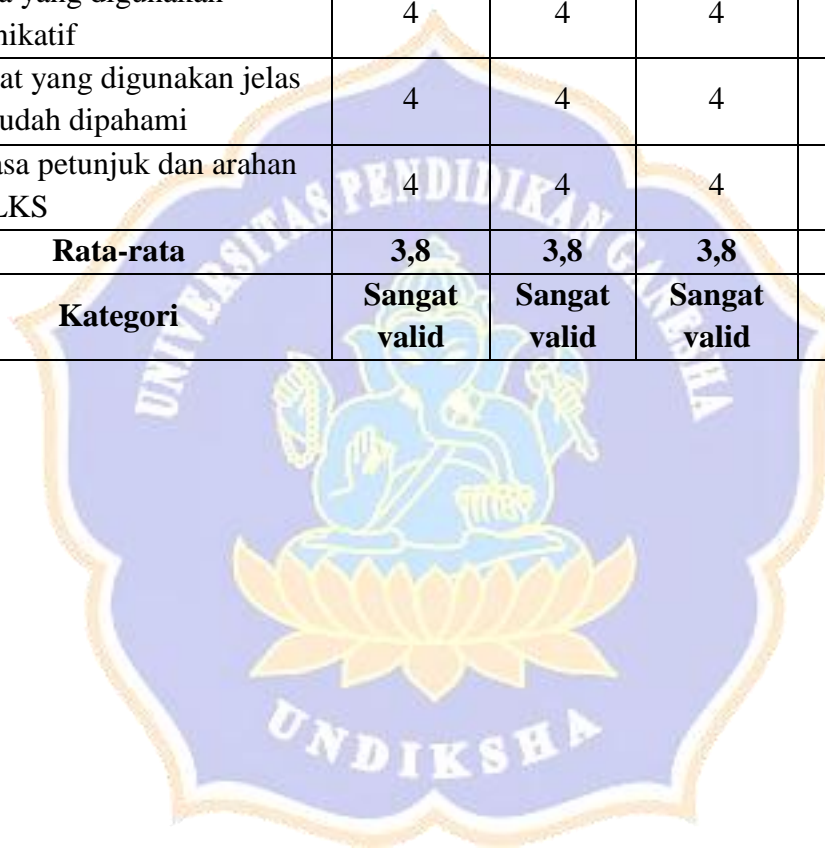 yang digunakan
4 4 4
at yang digunakan jelas
4 4 4
udah dipahami
petunjuk dan arahan
4 4 4
LKS
Rata-rata 3,8 3,8 3,8
Kategori Sangat valid Sangat valid Sangat valid
UNIVERSITAS PENDIDIKAN GANESHA
UNDIKSHA